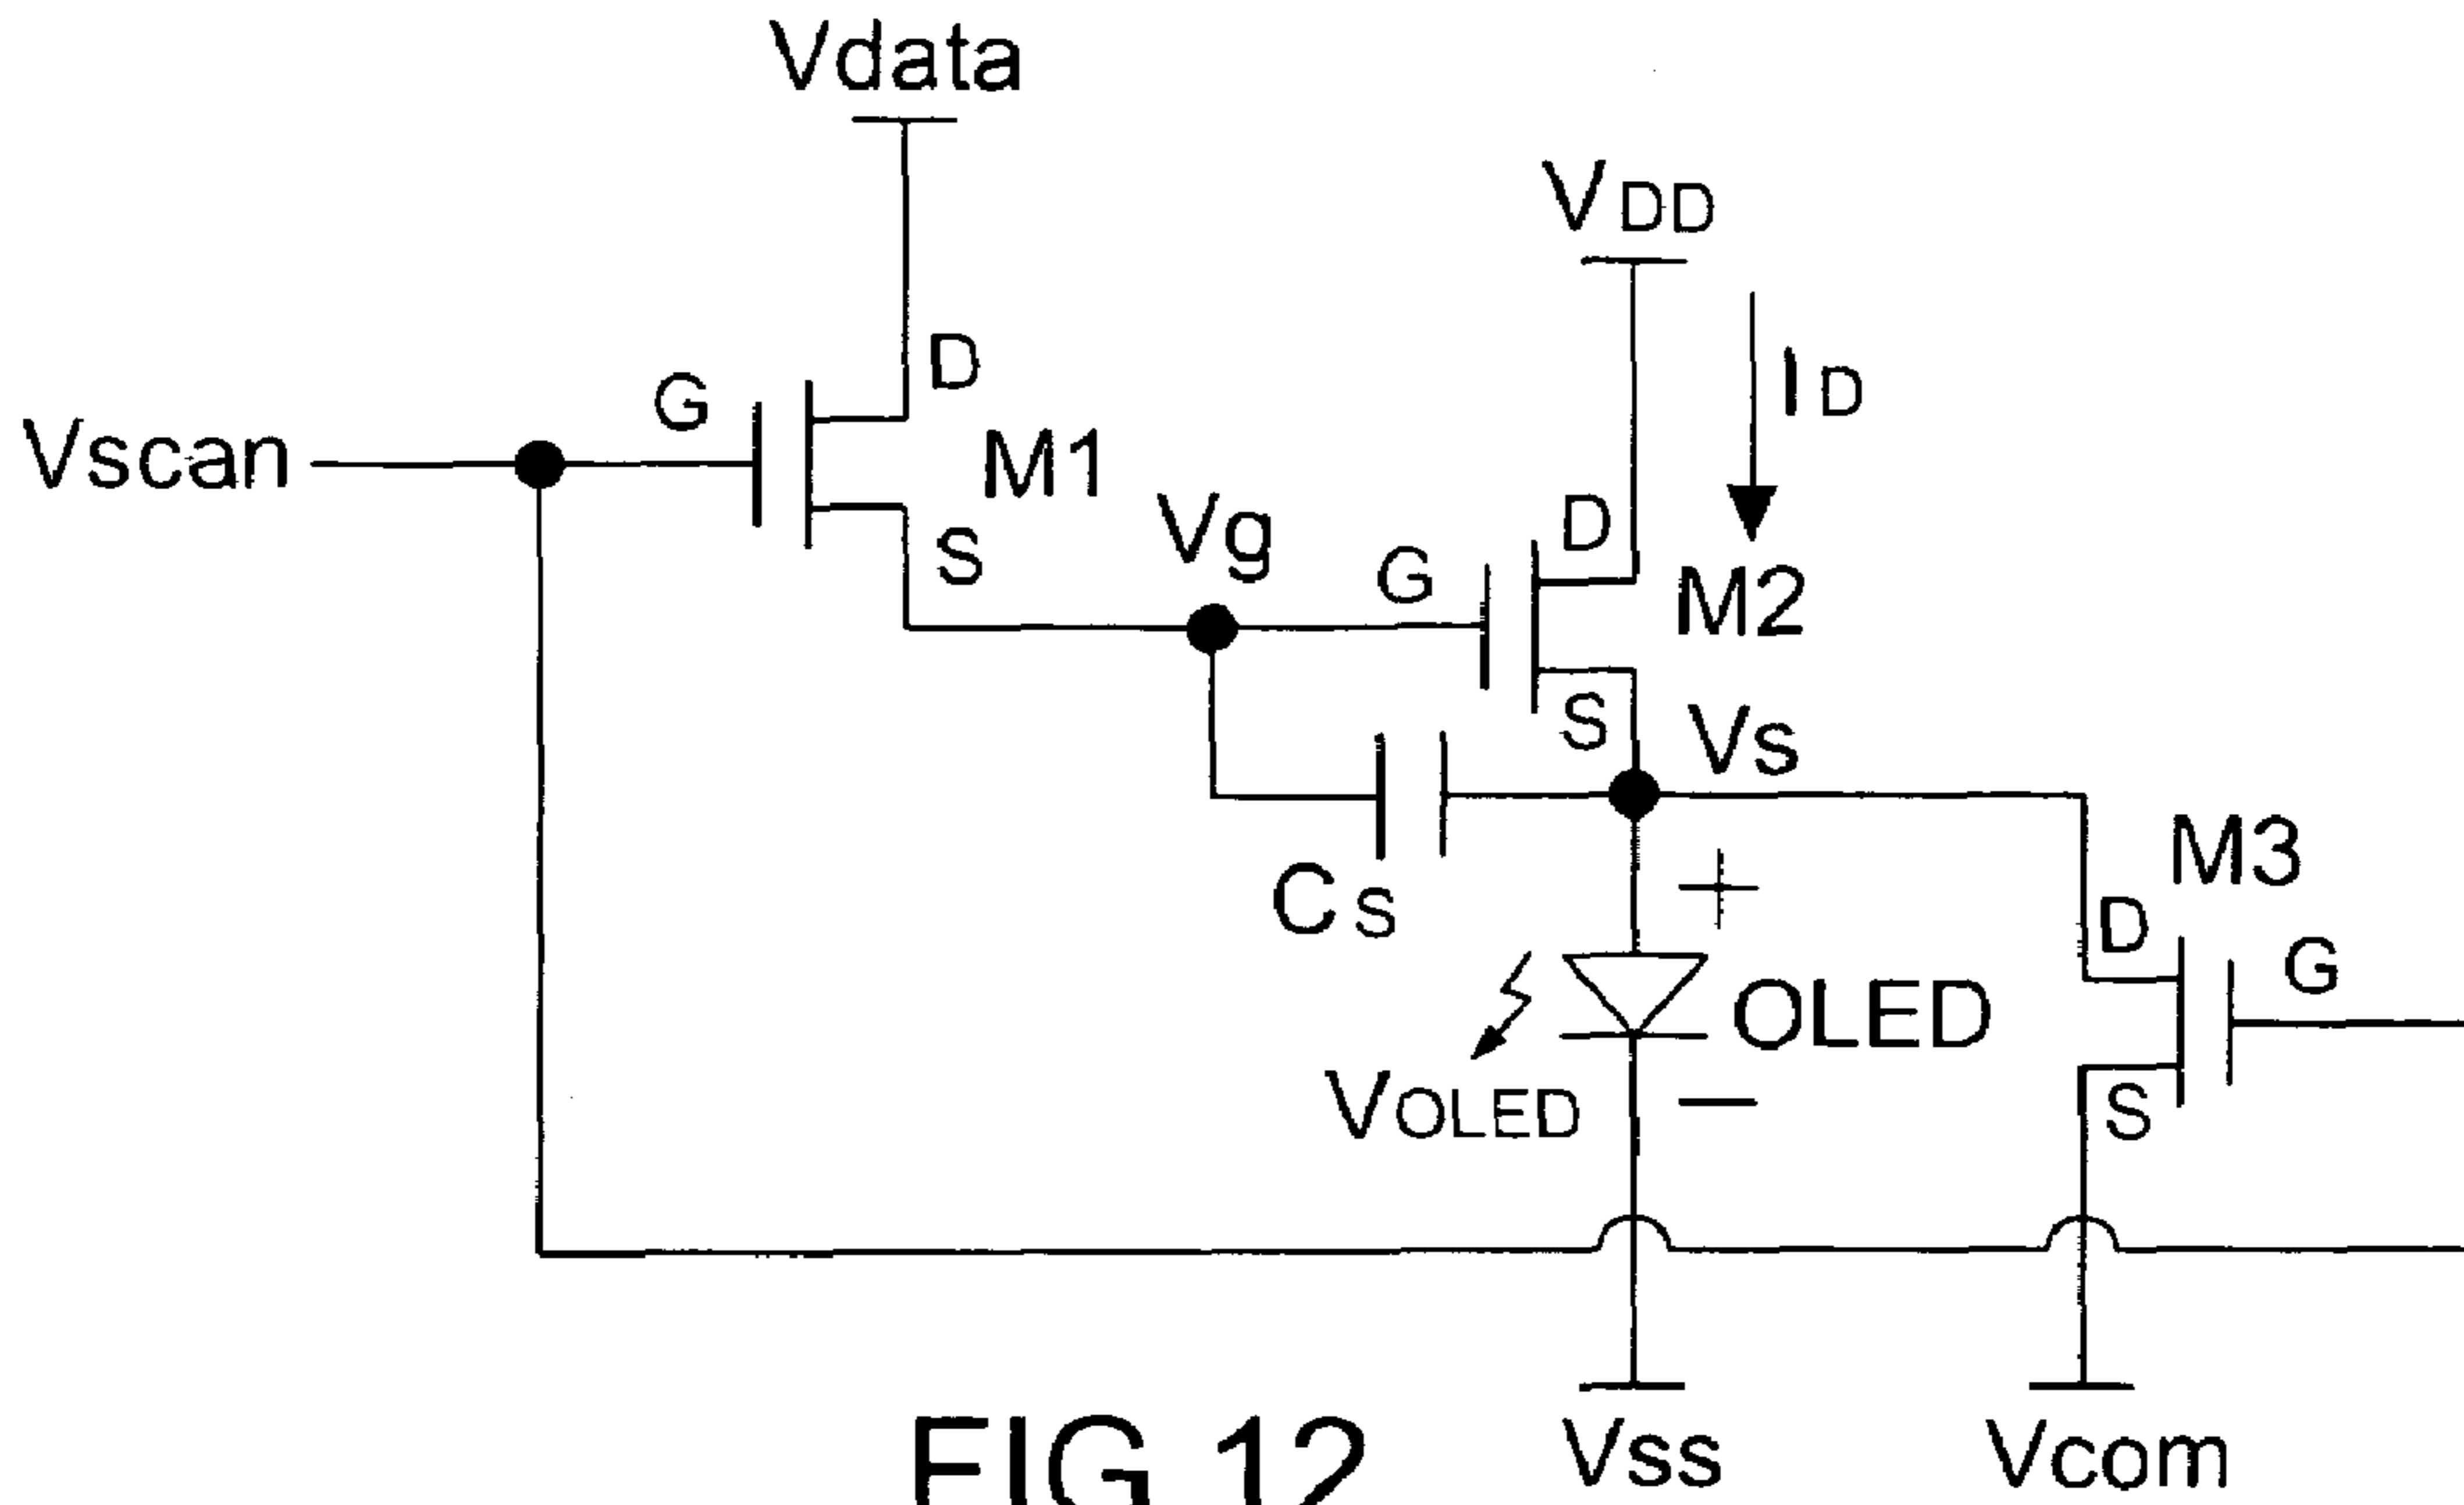 Vdata
VDD
D
ID
G
Vscan
M1
Vg
D
S
G
M2
S
Vs
M3
CS
D
G
OLED
VOLED
S
FIG.12
Vss
Vcom